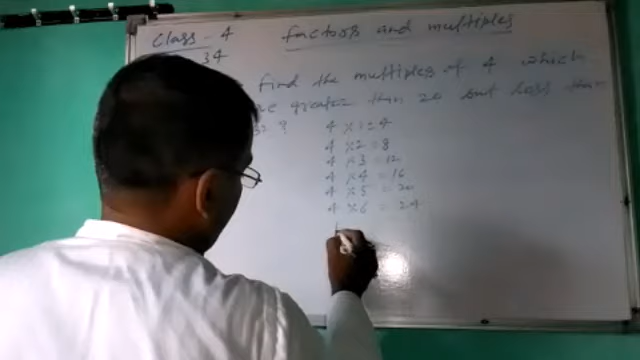 Class - 4 factors and multiples
34
find the multiples of 4 which
greater than 20 but less than
32 ?
4 × 1 = 4
4 × 2 = 8
4 × 3 = 12
4 × 4 = 16
4 × 5 = 20
4 × 6 = 24